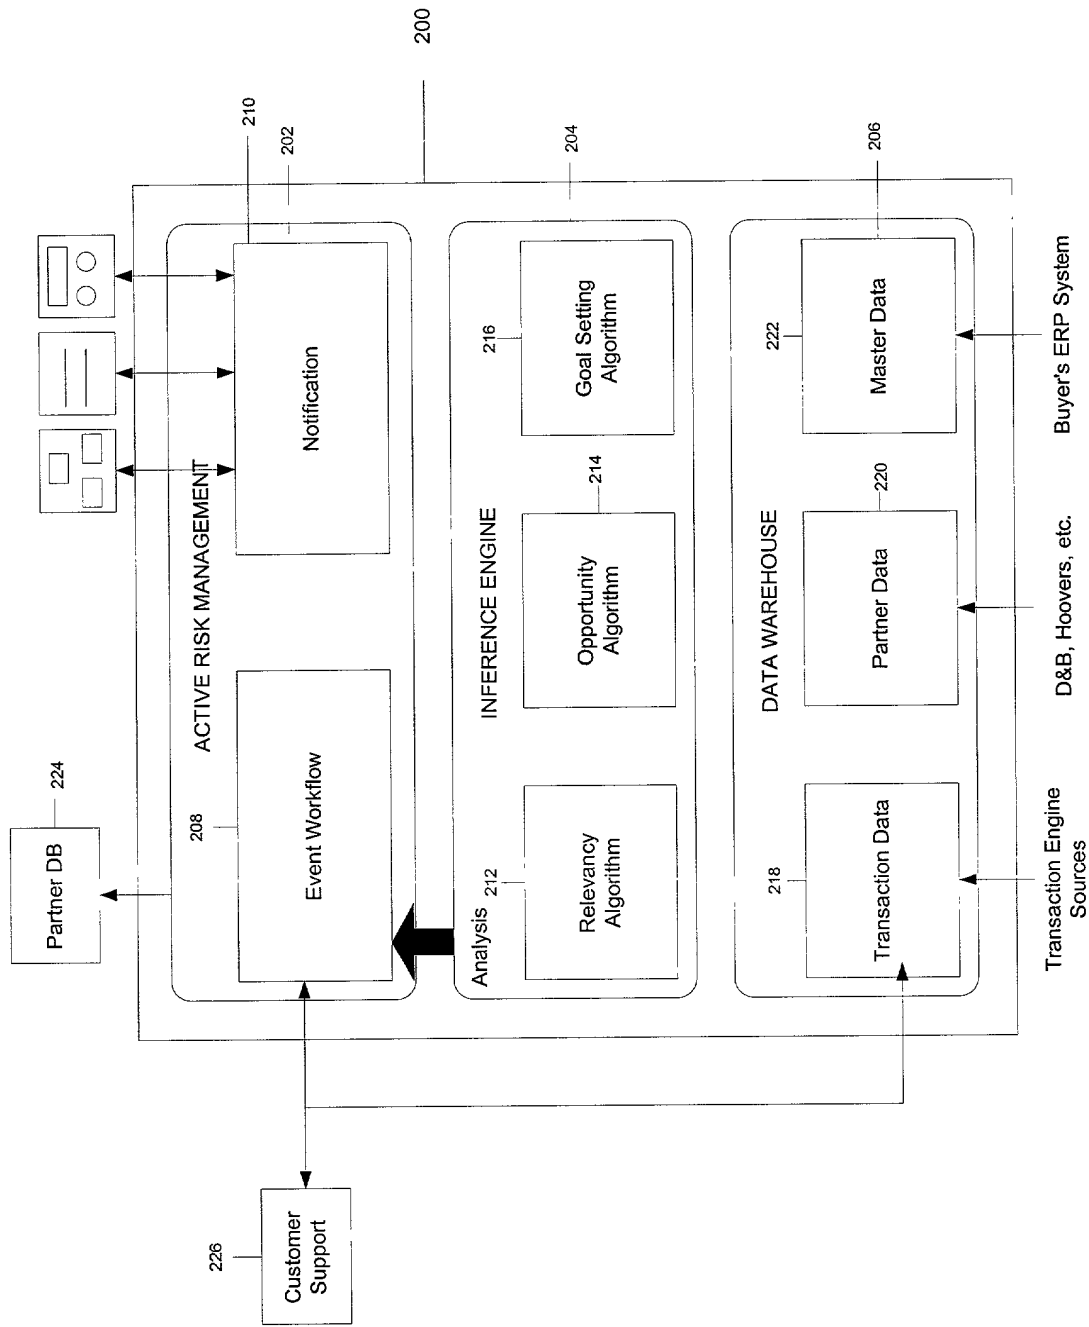 200
Partner DB
224
ACTIVE RISK MANAGEMENT
210
202
208
Event Workflow
Notification
Analysis
INFERENCE ENGINE
204
212
Relevancy
Algorithm
214
Opportunity
Algorithm
216
Goal Setting
Algorithm
DATA WAREHOUSE
206
218
Transaction Data
220
Partner Data
222
Master Data
Transaction Engine
Sources
D&B, Hoovers, etc.
Buyer's ERP System
226
Customer
Support